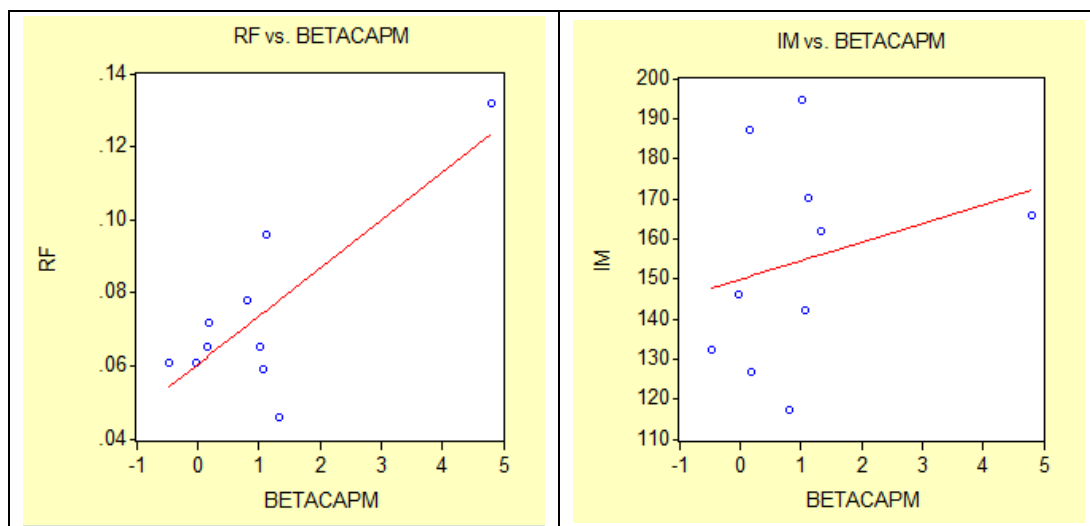 RF vs. BETACAPM
.14
.12
.10
.08
.06
.04
RF
-1 0 1 2 3 4 5
BETACAPM
IM vs. BETACAPM
200
190
180
170
160
150
140
130
120
110
IM
-1 0 1 2 3 4 5
BETACAPM